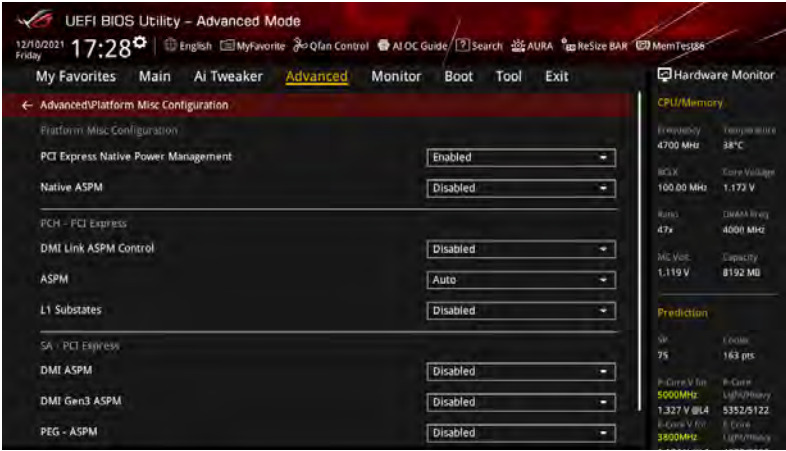 UEFI BIOS Utility – Advanced Mode
12/10/2021 Friday 17:28 English MyFavorite Qfan Control AI OC Guide Search AURA ReSize BAR MemTest86
My Favorites Main Ai Tweaker Advanced Monitor Boot Tool Exit Hardware Monitor
← Advanced\Platform Misc Configuration
CPU/Memory
Platform Misc Configuration
Frequency Temperature
4700 MHz 38°C
PCI Express Native Power Management Enabled
BCLK Core Voltage
100.00 MHz 1.172 V
Native ASPM Disabled
Ratio DRAM Freq.
47x 4000 MHz
PCH - PCI Express
DMI Link ASPM Control Disabled
MC Volt. Capacity
1.119 V 8192 MB
ASPM Auto
L1 Substates Disabled
Prediction
SP Cooler
75 163 pts
SA - PCI Express
DMI ASPM Disabled
P-Core V for P-Core
5000MHz Light/Heavy
1.327 V @L4 5352/5122
DMI Gen3 ASPM Disabled
E-Core V for E-Core
3800MHz Light/Heavy
PEG - ASPM Disabled